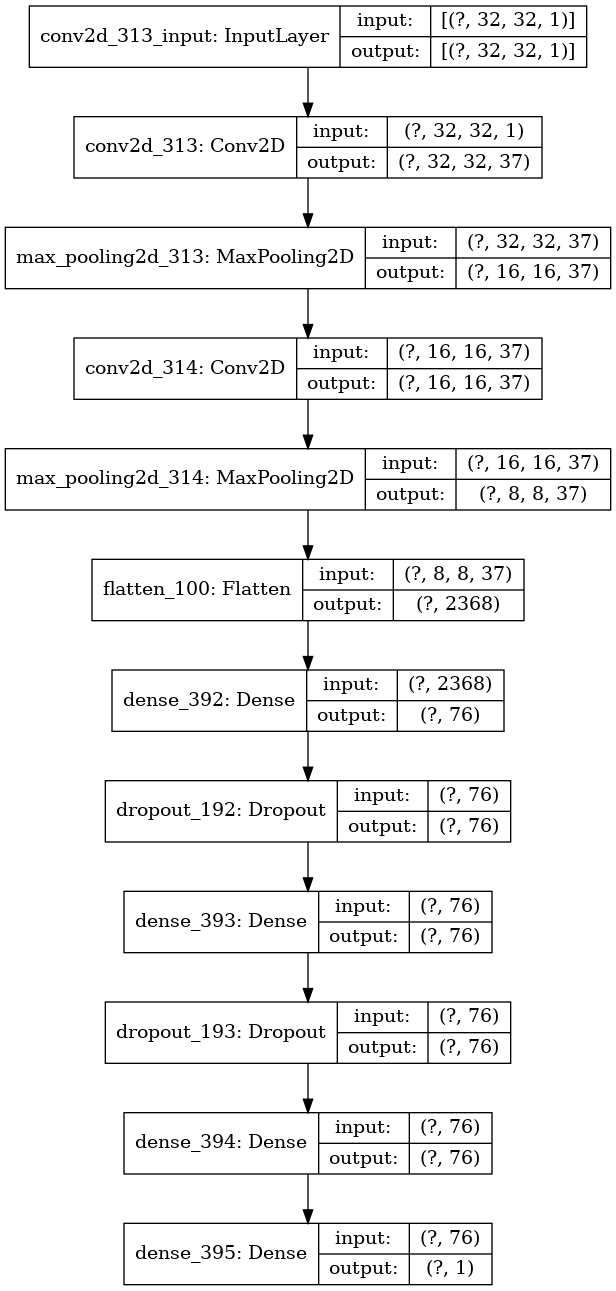 conv2d_313_input: InputLayer
input:
[(?, 32, 32, 1)]
output:
[(?, 32, 32, 1)]
conv2d_313: Conv2D
input:
(?, 32, 32, 1)
output:
(?, 32, 32, 37)
max_pooling2d_313: MaxPooling2D
input:
(?, 32, 32, 37)
output:
(?, 16, 16, 37)
conv2d_314: Conv2D
input:
(?, 16, 16, 37)
output:
(?, 16, 16, 37)
max_pooling2d_314: MaxPooling2D
input:
(?, 16, 16, 37)
output:
(?, 8, 8, 37)
flatten_100: Flatten
input:
(?, 8, 8, 37)
output:
(?, 2368)
dense_392: Dense
input:
(?, 2368)
output:
(?, 76)
dropout_192: Dropout
input:
(?, 76)
output:
(?, 76)
dense_393: Dense
input:
(?, 76)
output:
(?, 76)
dropout_193: Dropout
input:
(?, 76)
output:
(?, 76)
dense_394: Dense
input:
(?, 76)
output:
(?, 76)
dense_395: Dense
input:
(?, 76)
output:
(?, 1)